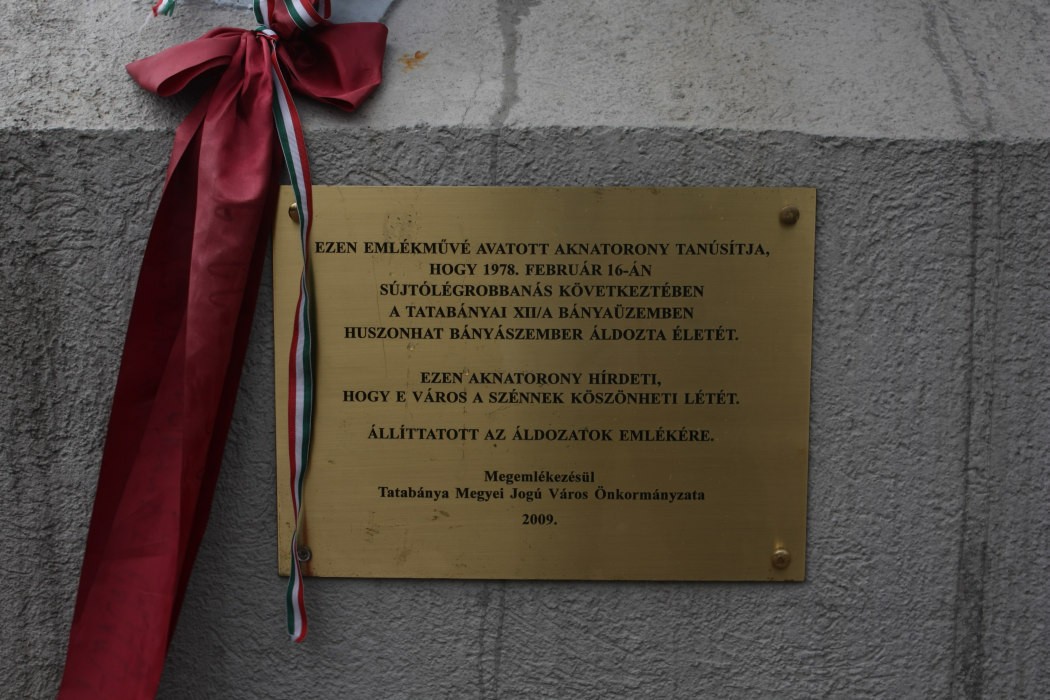 EZEN EMLÉKMŰVÉ AVATOTT AKNATORONY TANÚSÍTJA,
HOGY 1978. FEBRUÁR 16-ÁN
SÚJTÓLÉGROBBANÁS KÖVETKEZTÉBEN
A TATABÁNYAI XII/A BÁNYAÜZEMBEN
HUSZONHAT BÁNYÁSZEMBER ÁLDOZTA ÉLETÉT.
EZEN AKNATORONY HÍRDETI,
HOGY E VÁROS A SZÉNNEK KÖSZÖNHETI LÉTÉT.
ÁLLÍTTATOTT AZ ÁLDOZATOK EMLÉKÉRE.
Megemlékezésül
Tatabánya Megyei Jogú Város Önkormányzata
2009.